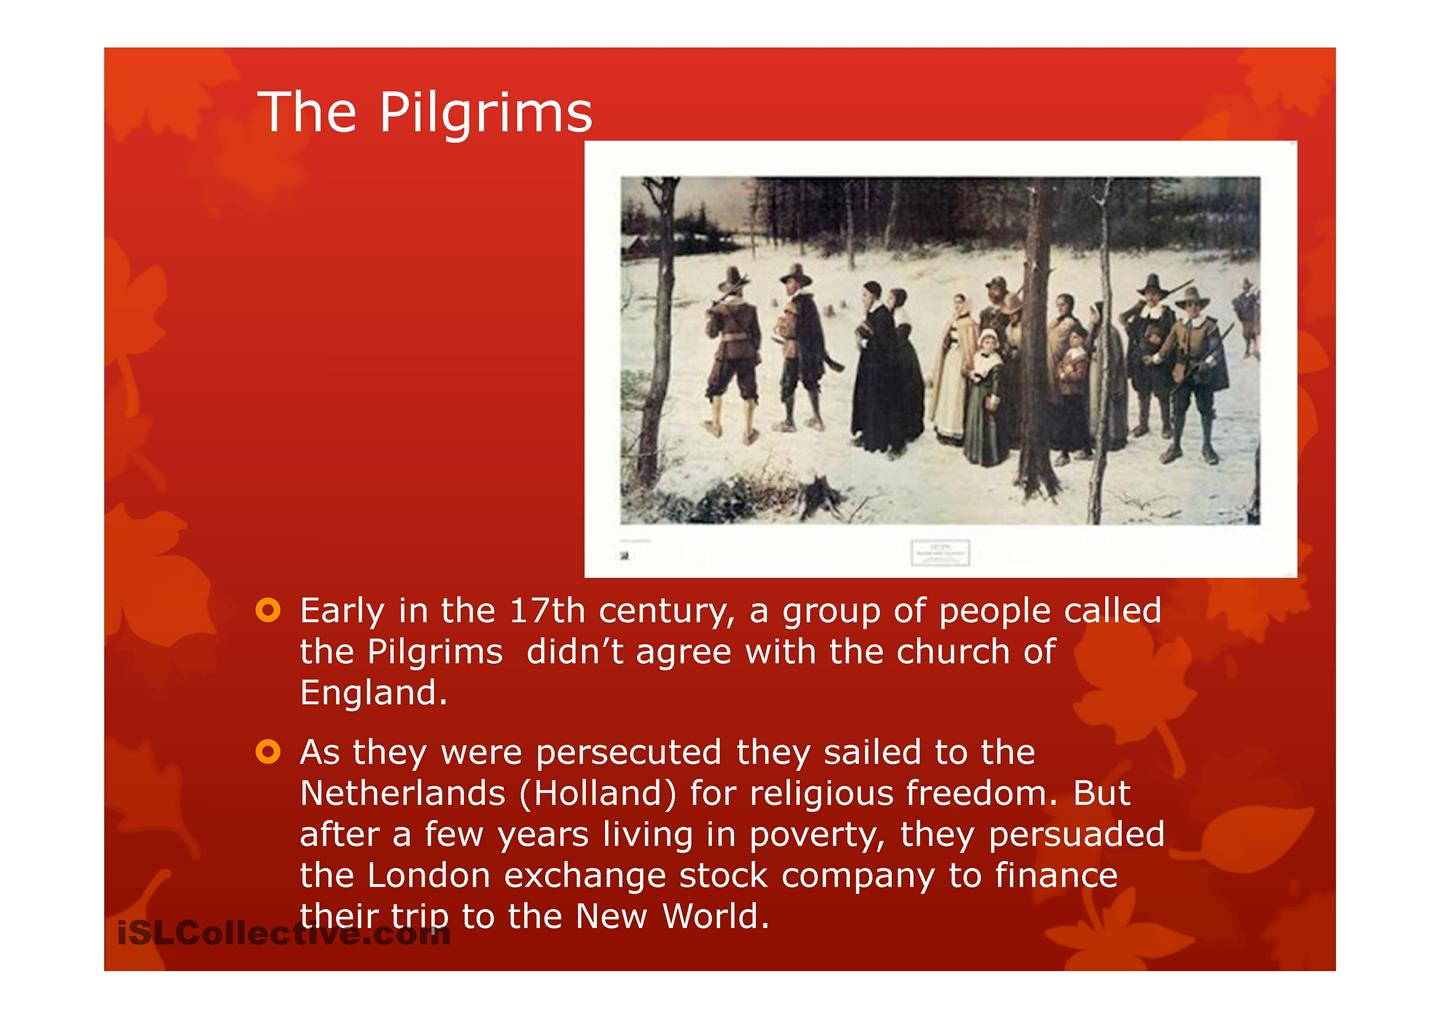 The Pilgrims
Early in the 17th century, a group of people called
the Pilgrims  didn’t agree with the church of
England.
As they were persecuted they sailed to the
Netherlands (Holland) for religious freedom. But
after a few years living in poverty, they persuaded
the London exchange stock company to finance
their trip to the New World.
iSLCollective.com